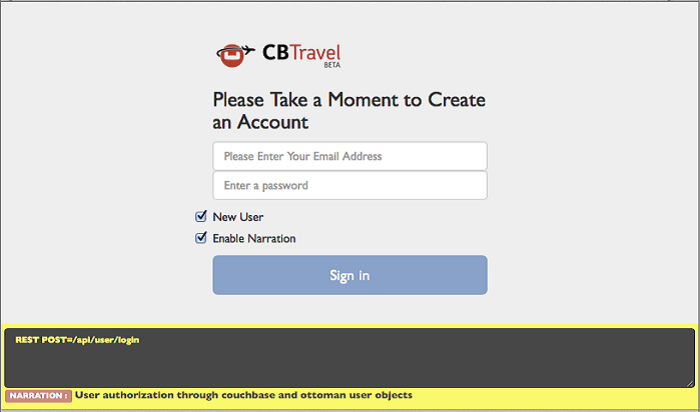 CBTravel
BETA
Please Take a Moment to Create
an Account
Please Enter Your Email Address
Enter a password
New User
Enable Narration
Sign in
REST POST=/api/user/login
NARRATION : User authorization through couchbase and ottoman user objects